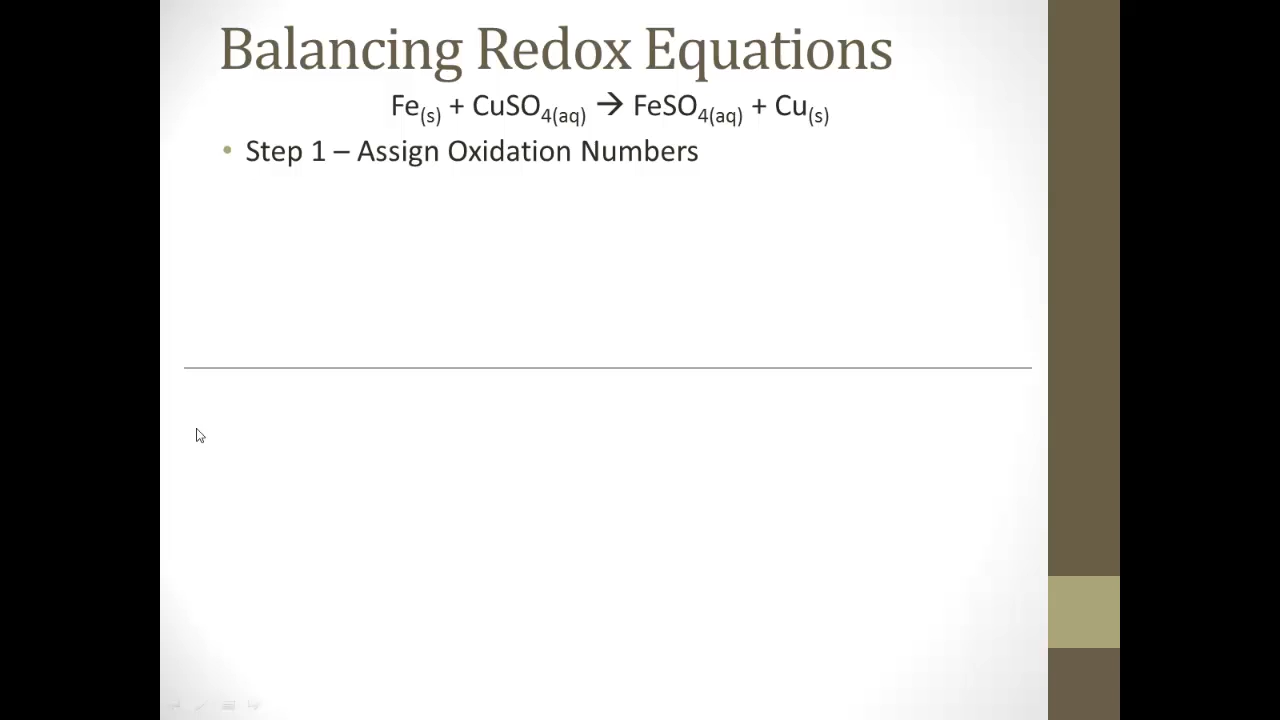 Balancing Redox Equations
Fe(s) + CuSO4(aq) → FeSO4(aq) + Cu(s)
• Step 1 – Assign Oxidation Numbers